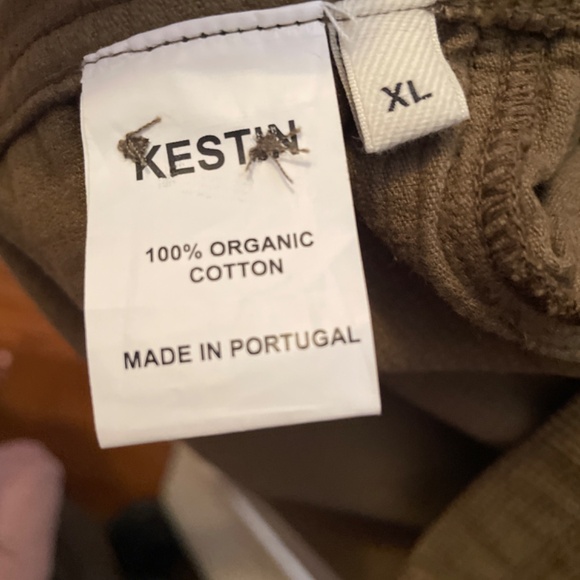 KESTIN
XL
100% ORGANIC
COTTON
MADE IN PORTUGAL